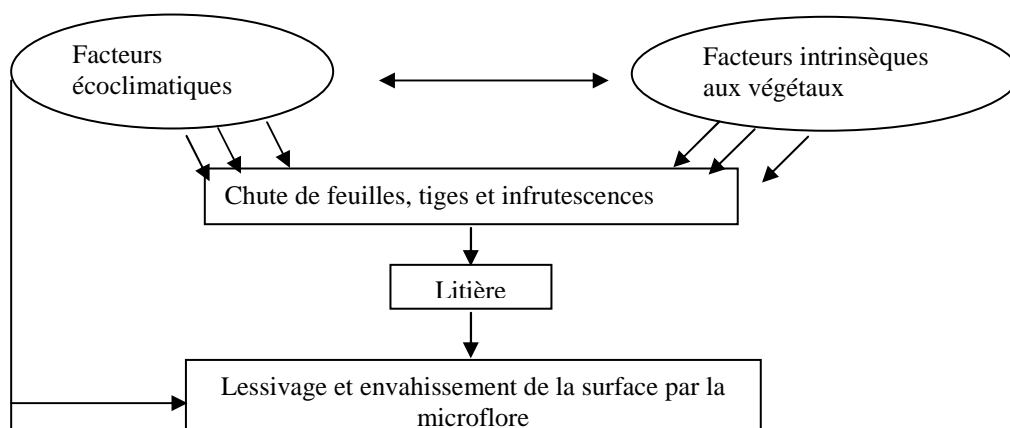 Facteurs
écoclimatiques
Facteurs intrinsèques
aux végétaux
Chute de feuilles, tiges et infrutescences
Litière
Lessivage et envahissement de la surface par la
microflore